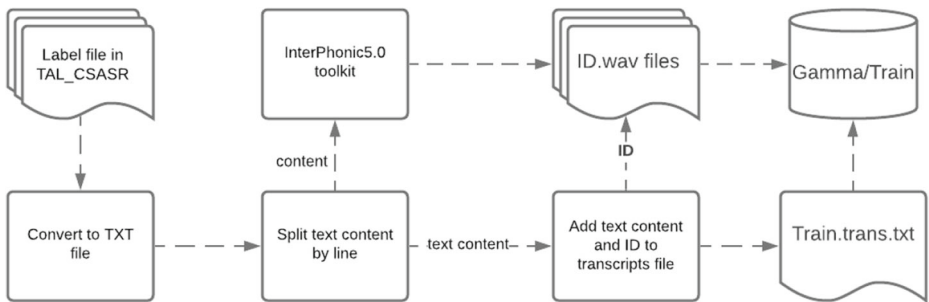 Label file in
TAL_CSASR
InterPhonic5.0
toolkit
ID.wav files
Gamma/Train
content
ID
Convert to TXT
file
Split text content
by line
text content
Add text content
and ID to
transcripts file
Train.trans.txt